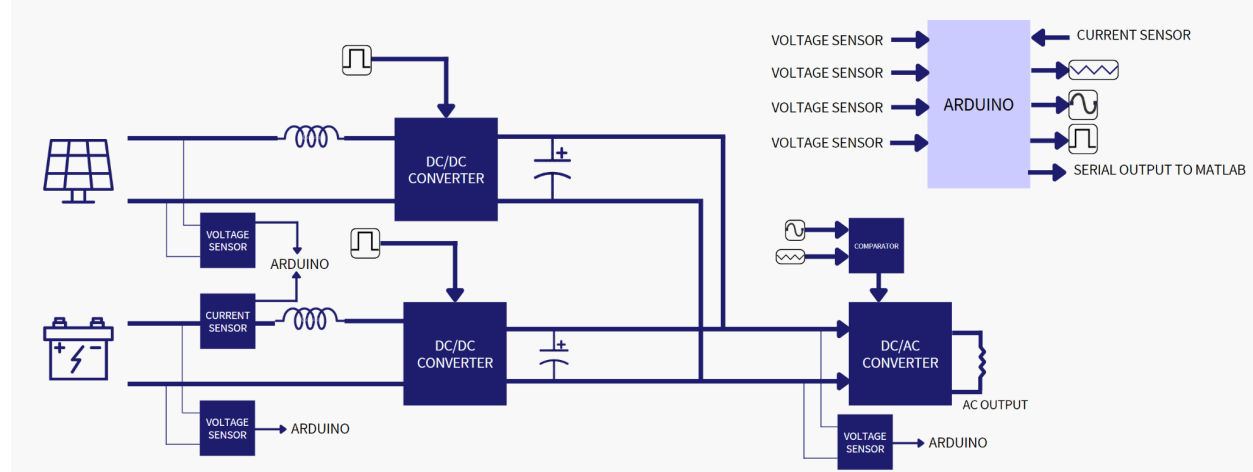 VOLTAGE SENSOR
VOLTAGE SENSOR
VOLTAGE SENSOR
VOLTAGE SENSOR
ARDUINO
CURRENT SENSOR
SERIAL OUTPUT TO MATLAB
DC/DC
CONVERTER
VOLTAGE
SENSOR
ARDUINO
CURRENT
SENSOR
DC/DC
CONVERTER
VOLTAGE
SENSOR
ARDUINO
COMPARATOR
DC/AC
CONVERTER
AC OUTPUT
VOLTAGE
SENSOR
ARDUINO